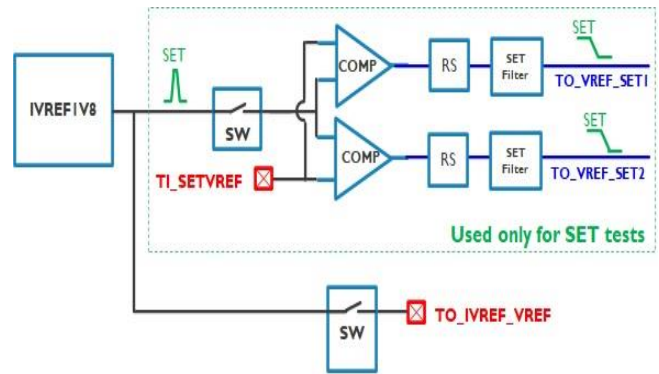 SET
COMP
RS
SET
Filter
SET
TO_VREF_SET1
IVREF1V8
SW
COMP
RS
SET
Filter
SET
TO_VREF_SET2
TI_SETVREF
Used only for SET tests
SW
TO_IVREF_VREF